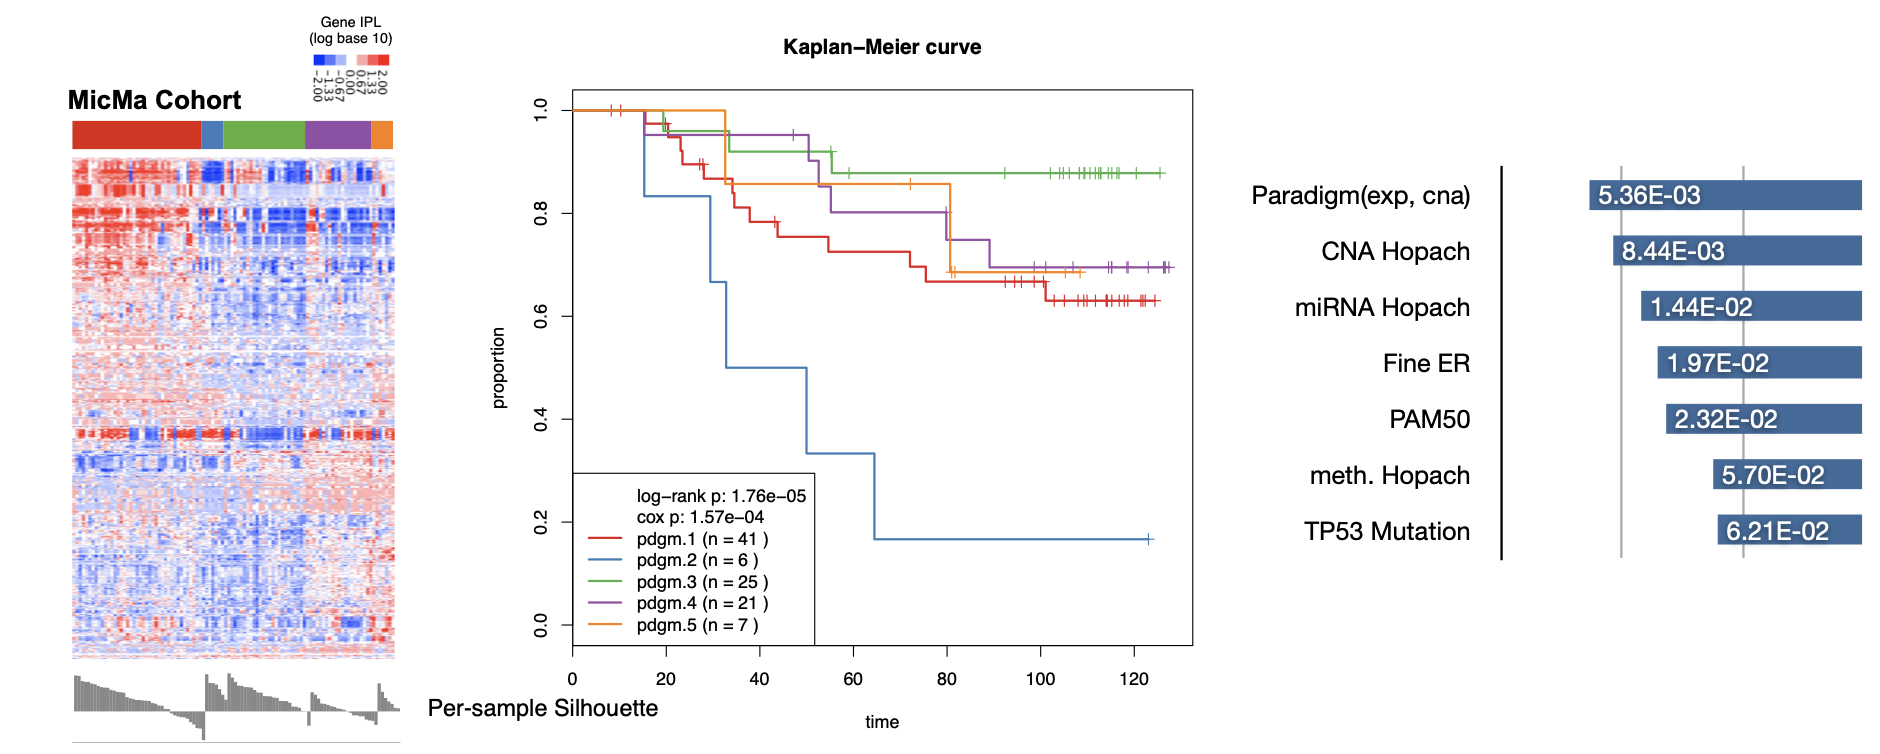 Gene IPL
(log base 10)
−2.00
−1.33
−0.67
0.00
0.67
1.33
2.00
MicMa Cohort
Per-sample Silhouette
Kaplan−Meier curve
proportion
1.0
0.8
0.6
0.4
0.2
0.0
log−rank p: 1.76e−05
cox p: 1.57e−04
pdgm.1 (n = 41 )
pdgm.2 (n = 6 )
pdgm.3 (n = 25 )
pdgm.4 (n = 21 )
pdgm.5 (n = 7 )
0 20 40 60 80 100 120
time
Paradigm(exp, cna) 5.36E-03
CNA Hopach 8.44E-03
miRNA Hopach 1.44E-02
Fine ER 1.97E-02
PAM50 2.32E-02
meth. Hopach 5.70E-02
TP53 Mutation 6.21E-02